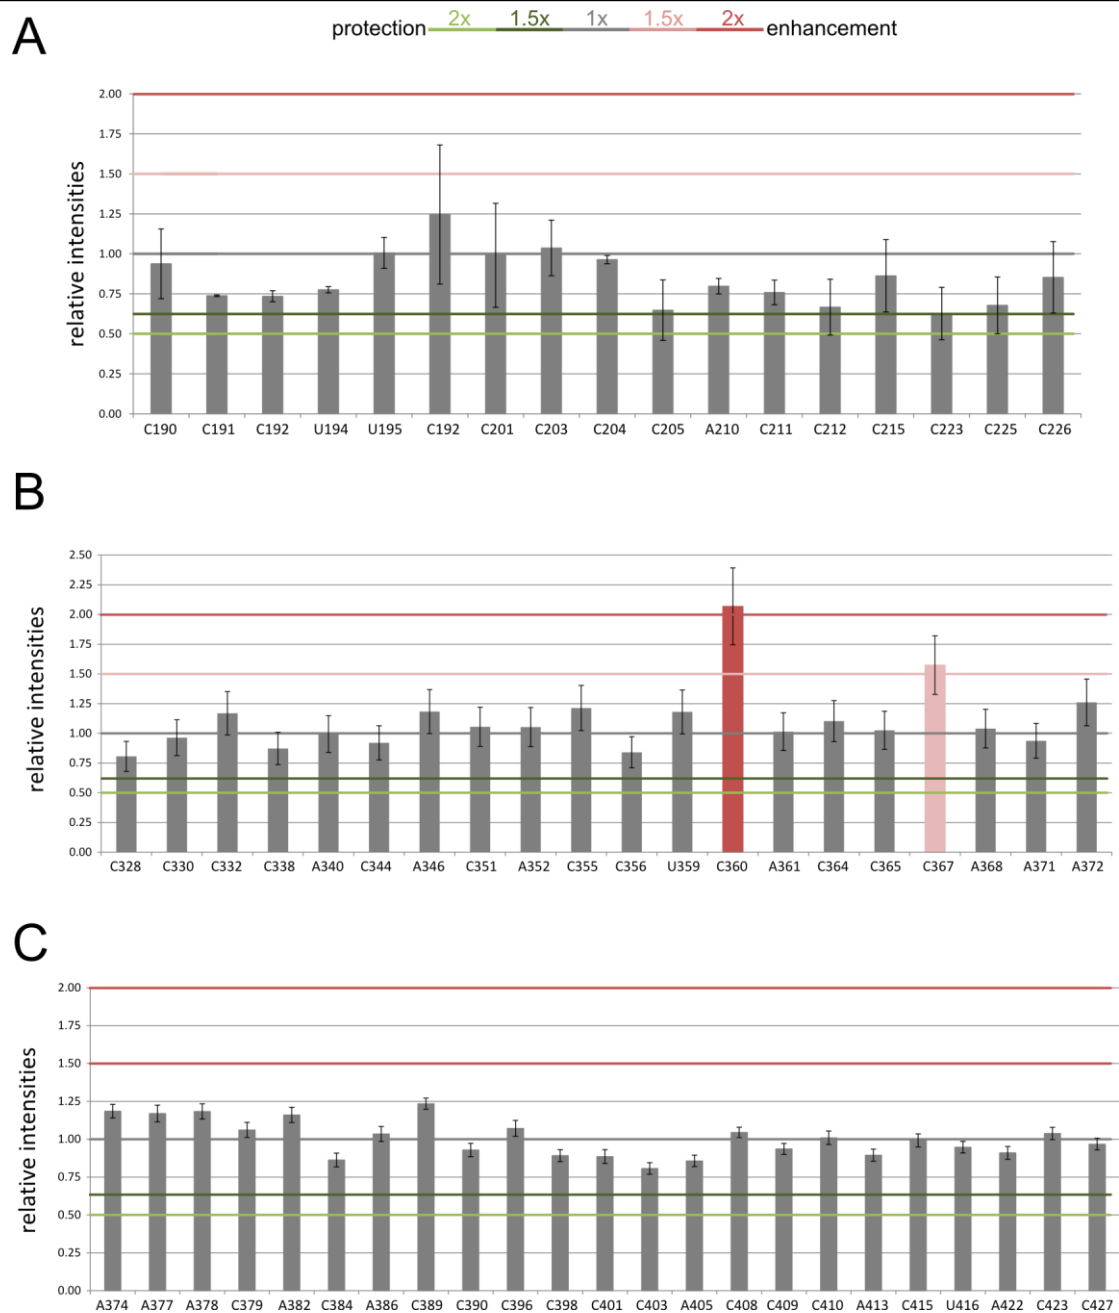 A
protection 2x 1.5x 1x 1.5x 2x enhancement
relative intensities
2.00
1.75
1.50
1.25
1.00
0.75
0.50
0.25
0.00
C190 C191 C192 U194 U195 C192 C201 C203 C204 C205 A210 C211 C212 C215 C223 C225 C226
B
relative intensities
2.50
2.25
2.00
1.75
1.50
1.25
1.00
0.75
0.50
0.25
0.00
C328 C330 C332 C338 A340 C344 A346 C351 A352 C355 C356 U359 C360 A361 C364 C365 C367 A368 A371 A372
C
relative intensities
2.00
1.75
1.50
1.25
1.00
0.75
0.50
0.25
0.00
A374 A377 A378 C379 A382 C384 A386 C389 C390 C396 C398 C401 C403 A405 C408 C409 C410 A413 C415 U416 A422 C423 C427